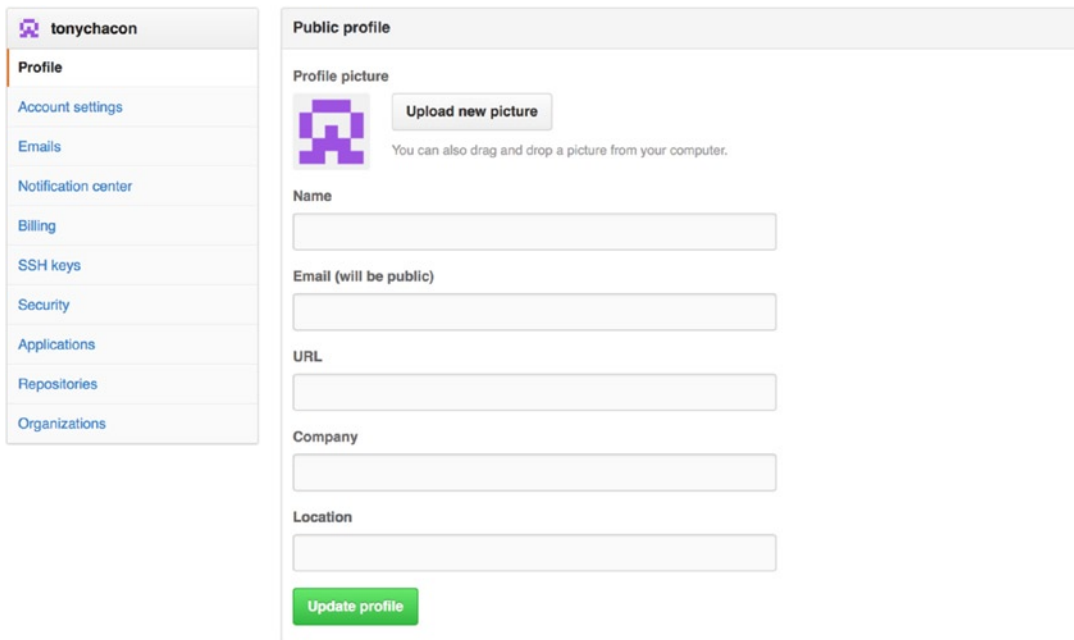 tonychacon
Profile
Account settings
Emails
Notification center
Billing
SSH keys
Security
Applications
Repositories
Organizations
Public profile
Profile picture
Upload new picture
You can also drag and drop a picture from your computer.
Name
Email (will be public)
URL
Company
Location
Update profile